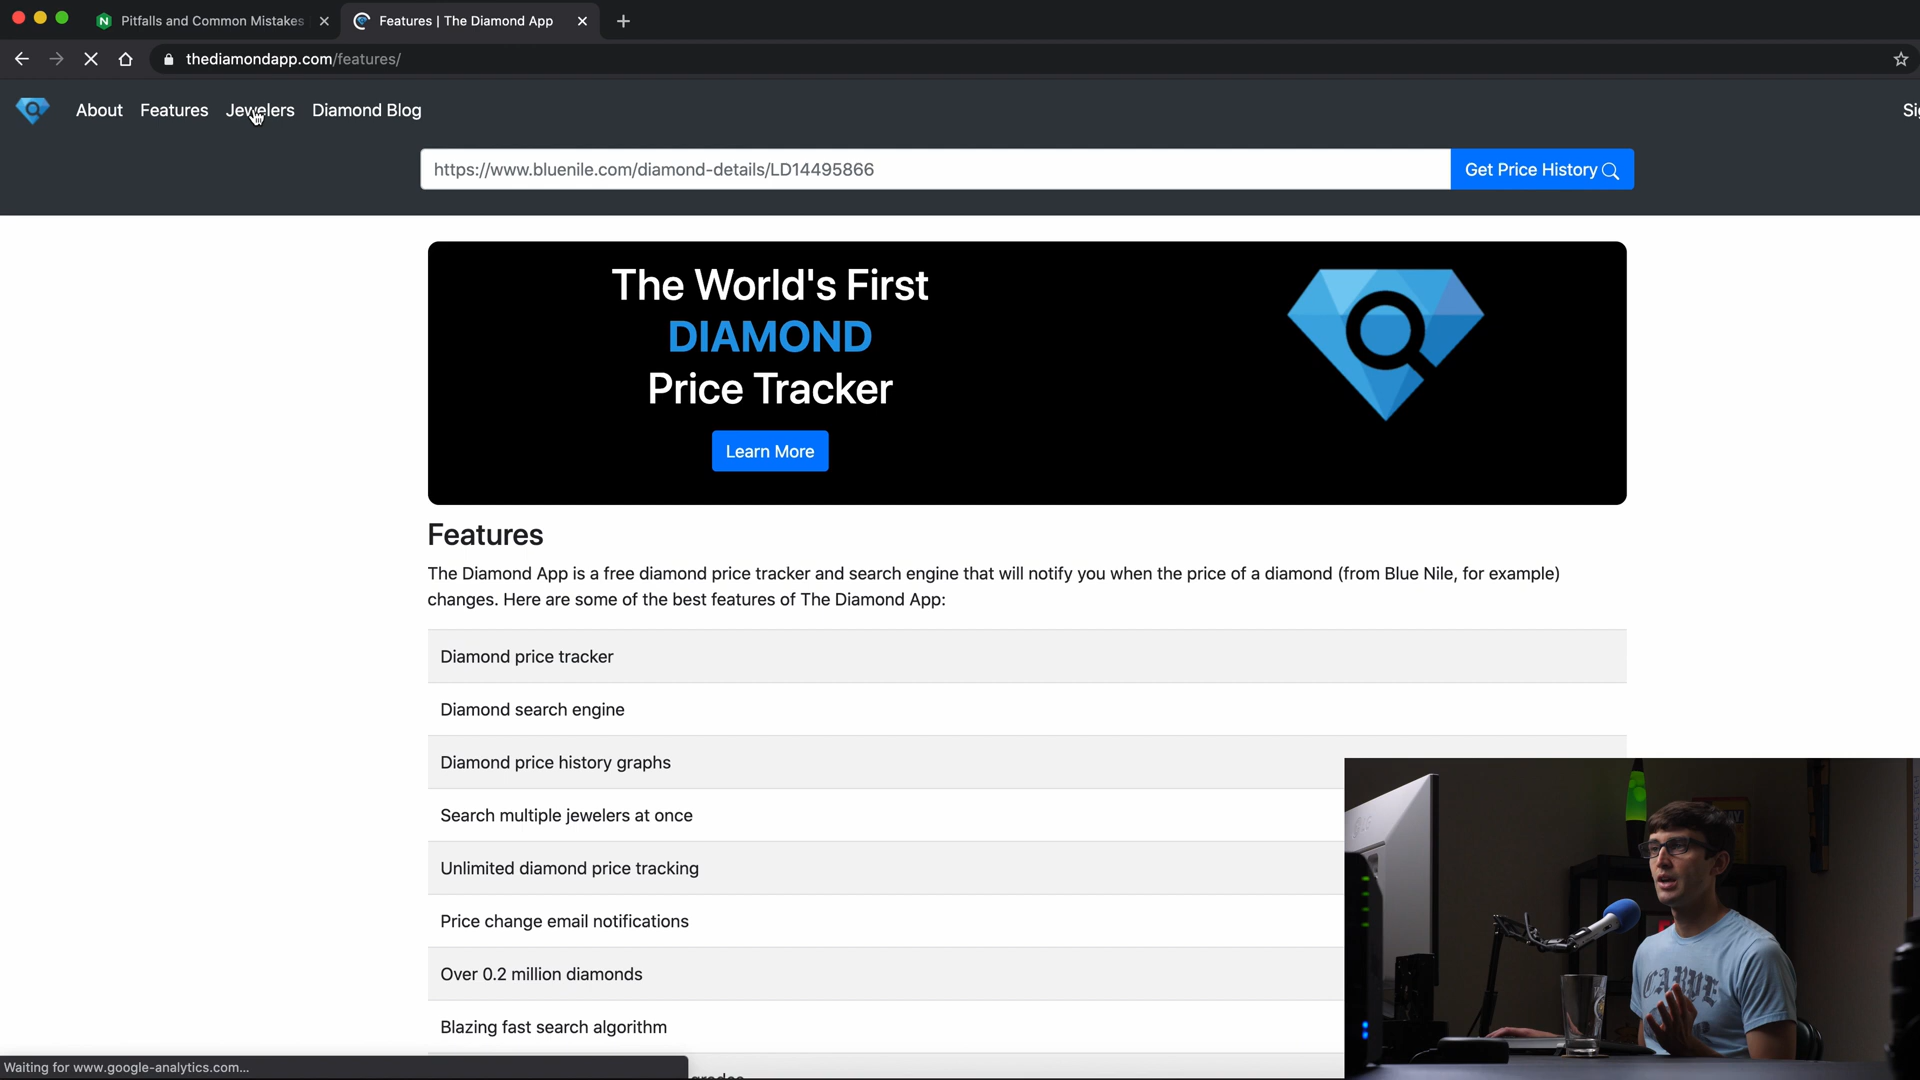 Pitfalls and Common Mistakes
Features | The Diamond App
thediamondapp.com/features/
About Features Jewelers Diamond Blog
https://www.bluenile.com/diamond-details/LD14495866
Get Price History
The World's First
DIAMOND
Price Tracker
Learn More
Features
The Diamond App is a free diamond price tracker and search engine that will notify you when the price of a diamond (from Blue Nile, for example)
changes. Here are some of the best features of The Diamond App:
Diamond price tracker
Diamond search engine
Diamond price history graphs
Search multiple jewelers at once
Unlimited diamond price tracking
Price change email notifications
Over 0.2 million diamonds
Blazing fast search algorithm
Waiting for www.google-analytics.com...
CARVE